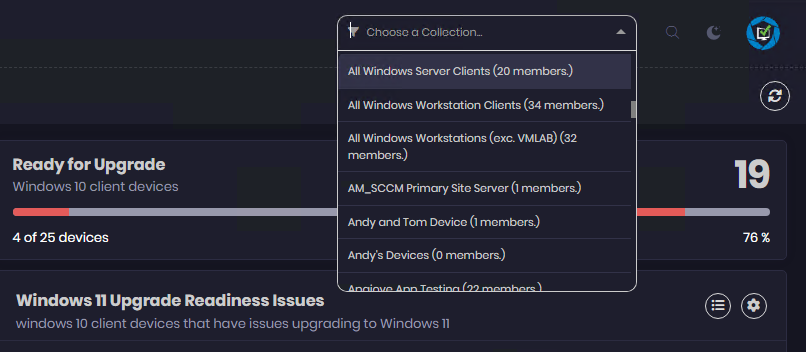 Choose a Collection...
All Windows Server Clients (20 members.)
All Windows Workstation Clients (34 members.)
All Windows Workstations (exc. VMLAB) (32
members.)
AM_SCCM Primary Site Server (1 members.)
Andy and Tom Device (1 members.)
Andy's Devices (0 members.)
Angiove App Testing (22 members.)
Ready for Upgrade
Windows 10 client devices
19
4 of 25 devices
76 %
Windows 11 Upgrade Readiness Issues
windows 10 client devices that have issues upgrading to Windows 11